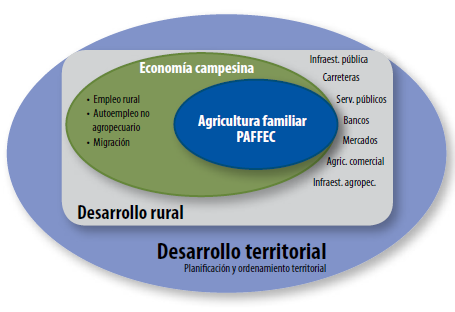 Economía campesina
• Empleo rural
• Autoempleo no
agropecuario
• Migración
Agricultura familiar
PAFFEC
Infraest. pública
Carreteras
Serv. públicos
Bancos
Mercados
Agric. comercial
Infraest. agropec.
Desarrollo rural
Desarrollo territorial
Planificación y ordenamiento territorial